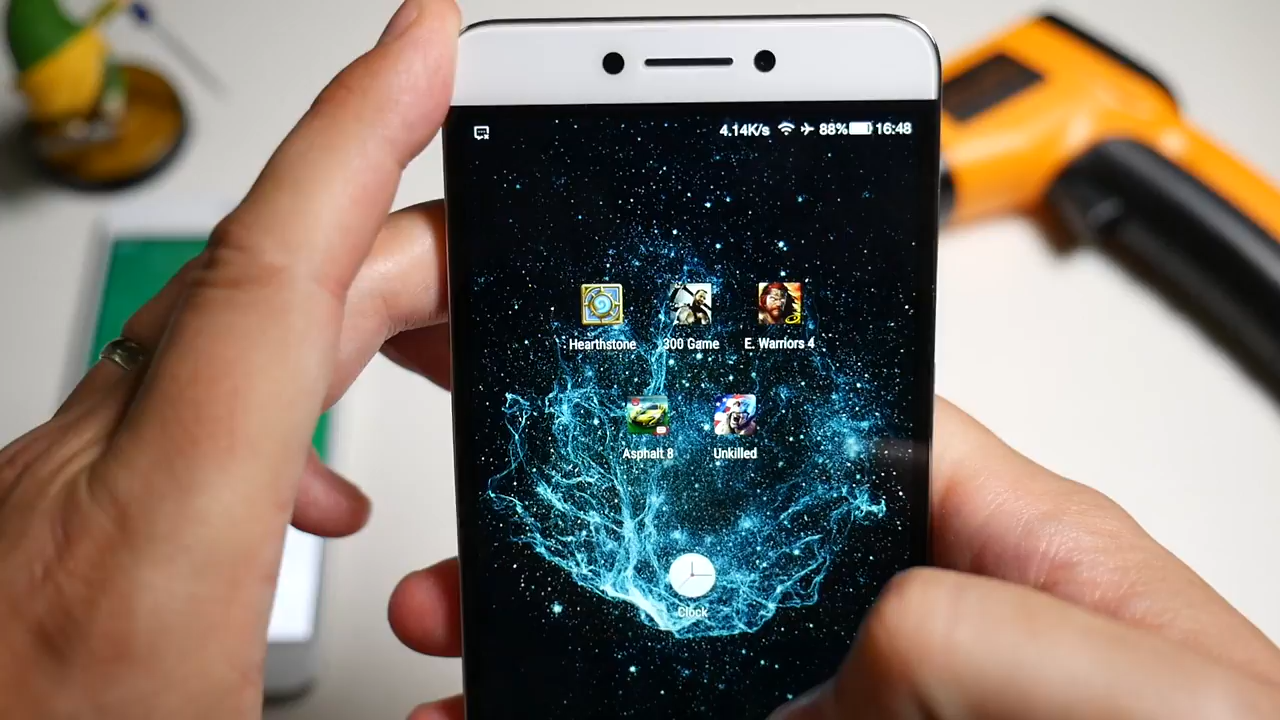 4.14K/s 88% 16:48
Hearthstone 300 Game E. Warriors 4
Asphalt 8 Unkilled
Clock